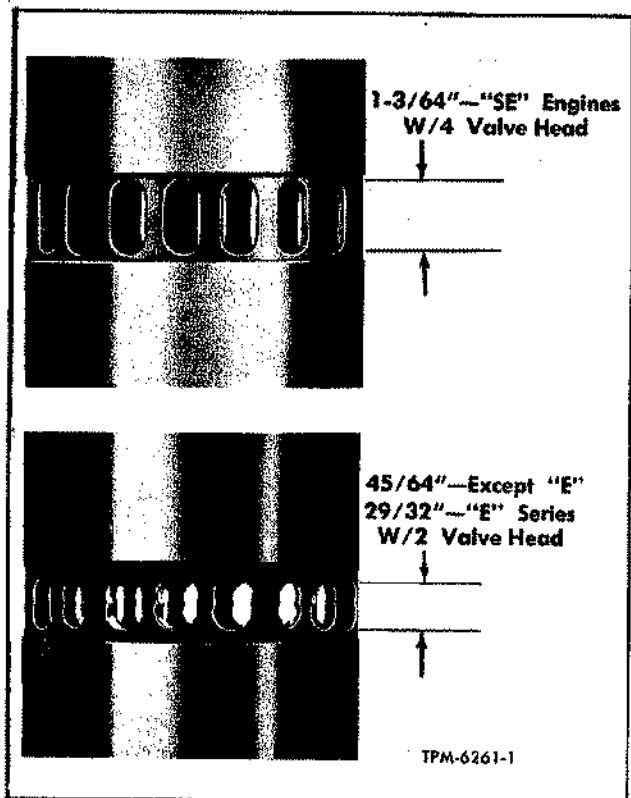 1-3/64"—"SE" Engines
W/4 Valve Head
45/64"—Except "E"
29/32"—"E" Series
W/2 Valve Head
TPM-6261-1